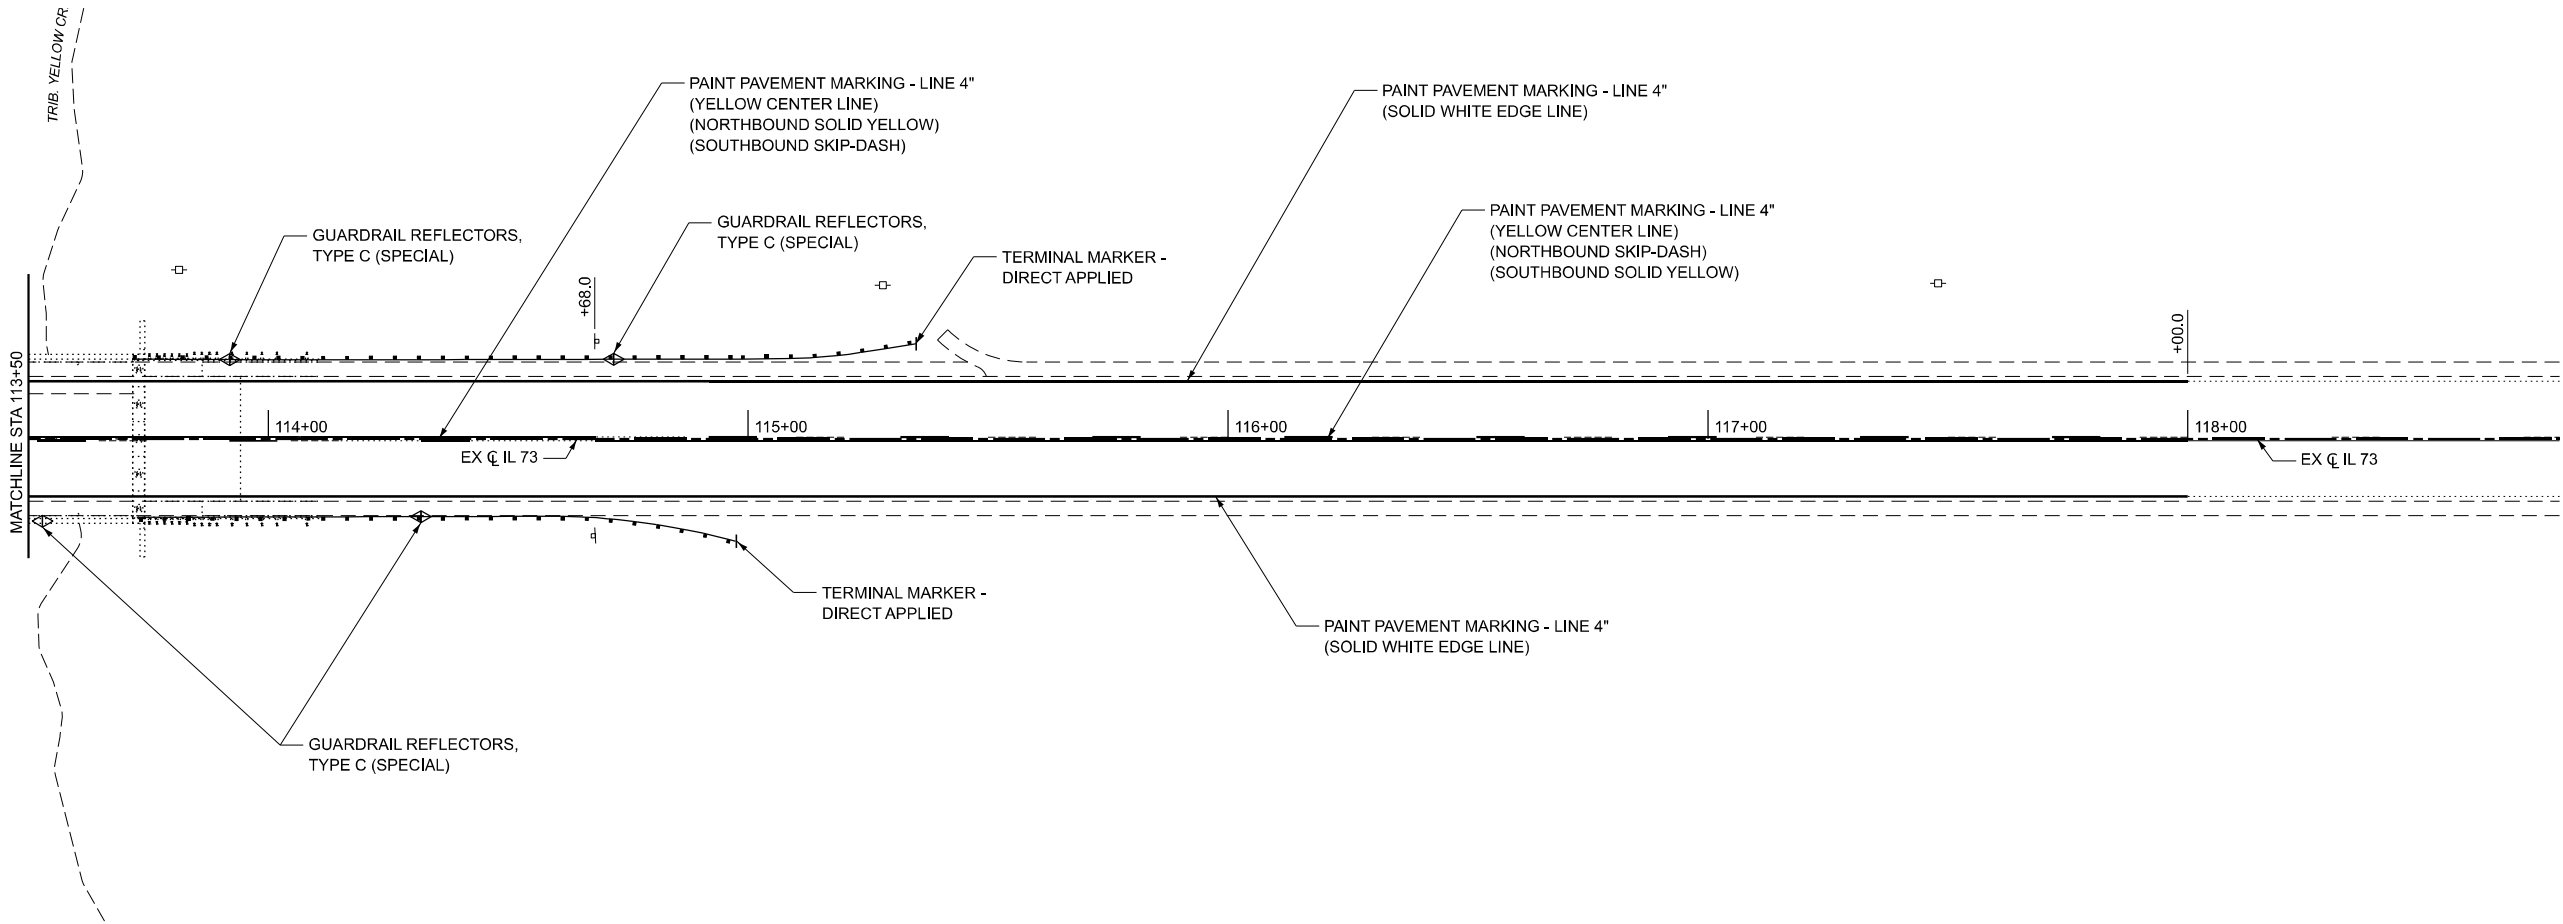 TRIB. YELLOW CR
PAINT PAVEMENT MARKING - LINE 4"
(YELLOW CENTER LINE)
(NORTHBOUND SOLID YELLOW)
(SOUTHBOUND SKIP-DASH)
PAINT PAVEMENT MARKING - LINE 4"
(SOLID WHITE EDGE LINE)
GUARDRAIL REFLECTORS,
TYPE C (SPECIAL)
GUARDRAIL REFLECTORS,
TYPE C (SPECIAL)
TERMINAL MARKER -
DIRECT APPLIED
PAINT PAVEMENT MARKING - LINE 4"
(YELLOW CENTER LINE)
(NORTHBOUND SKIP-DASH)
(SOUTHBOUND SOLID YELLOW)
+68.0
+00.0
MATCHLINE STA 113+50
114+00
115+00
116+00
117+00
118+00
EX ℄ IL 73
EX ℄ IL 73
TERMINAL MARKER -
DIRECT APPLIED
PAINT PAVEMENT MARKING - LINE 4"
(SOLID WHITE EDGE LINE)
GUARDRAIL REFLECTORS,
TYPE C (SPECIAL)